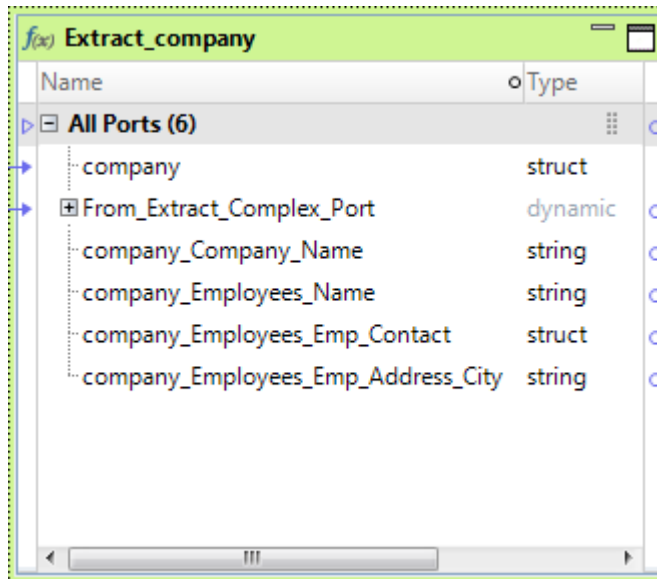 f(x) Extract_company
Name Type
All Ports (6)
company struct
From_Extract_Complex_Port dynamic
company_Company_Name string
company_Employees_Name string
company_Employees_Emp_Contact struct
company_Employees_Emp_Address_City string